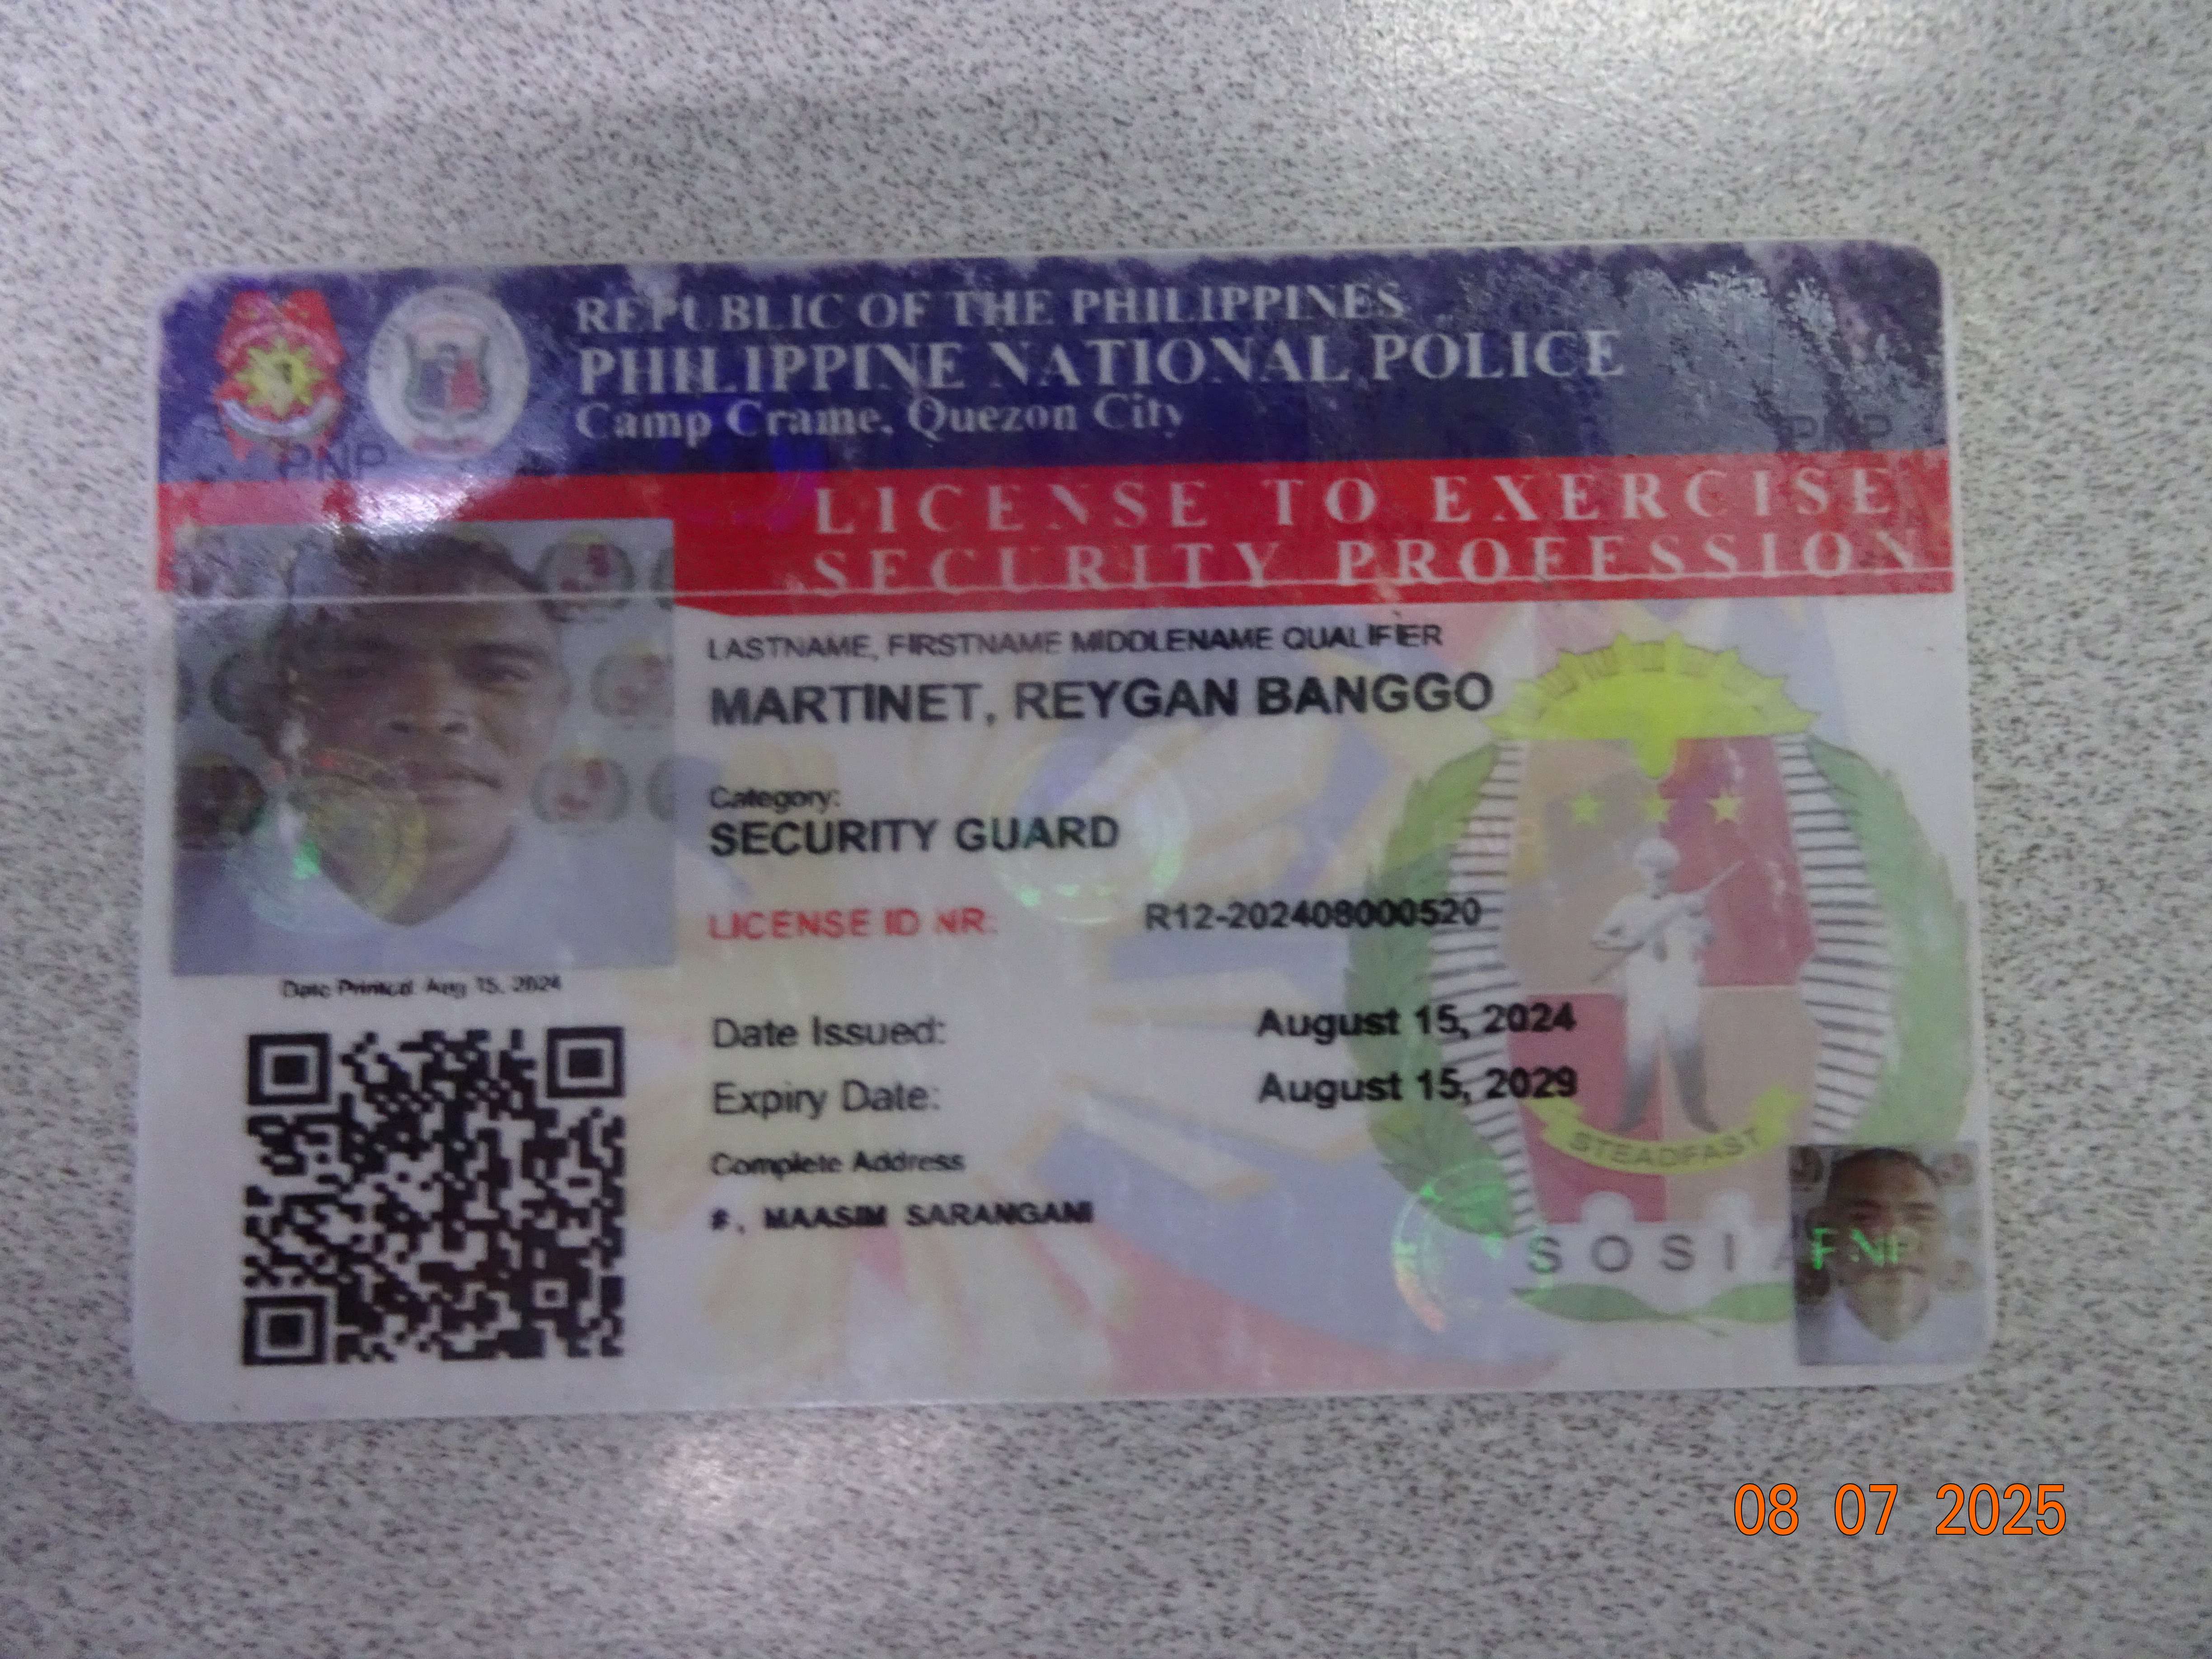 REPUBLIC OF THE PHILIPPINES
PHILIPPINE NATIONAL POLICE
Camp Crame, Quezon City
PNP
PNP
LICENSE TO EXERCISE
SECURITY PROFESSION
LASTNAME, FIRSTNAME MIDDLENAME QUALIFIER
MARTINET, REYGAN BANGGO
Category:
SECURITY GUARD
LICENSE ID NR: R12-202408000520
Date Printed: Aug 15, 2024
Date Issued: August 15, 2024
Expiry Date: August 15, 2029
Complete Address
#, MAASIM SARANGANI
STEADFAST
SOSIA
PNP
08 07 2025